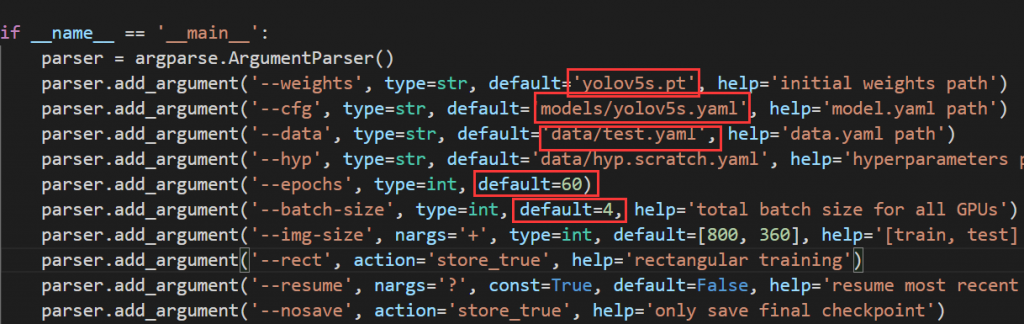 if __name__ == '__main__':
parser = argparse.ArgumentParser()
parser.add_argument('--weights', type=str, default='yolov5s.pt', help='initial weights path')
parser.add_argument('--cfg', type=str, default='models/yolov5s.yaml', help='model.yaml path')
parser.add_argument('--data', type=str, default='data/test.yaml', help='data.yaml path')
parser.add_argument('--hyp', type=str, default='data/hyp.scratch.yaml', help='hyperparameters p
parser.add_argument('--epochs', type=int, default=60)
parser.add_argument('--batch-size', type=int, default=4, help='total batch size for all GPUs')
parser.add_argument('--img-size', nargs='+', type=int, default=[800, 360], help='[train, test]
parser.add_argument('--rect', action='store_true', help='rectangular training')
parser.add_argument('--resume', nargs='?', const=True, default=False, help='resume most recent
parser.add_argument('--nosave', action='store_true', help='only save final checkpoint')